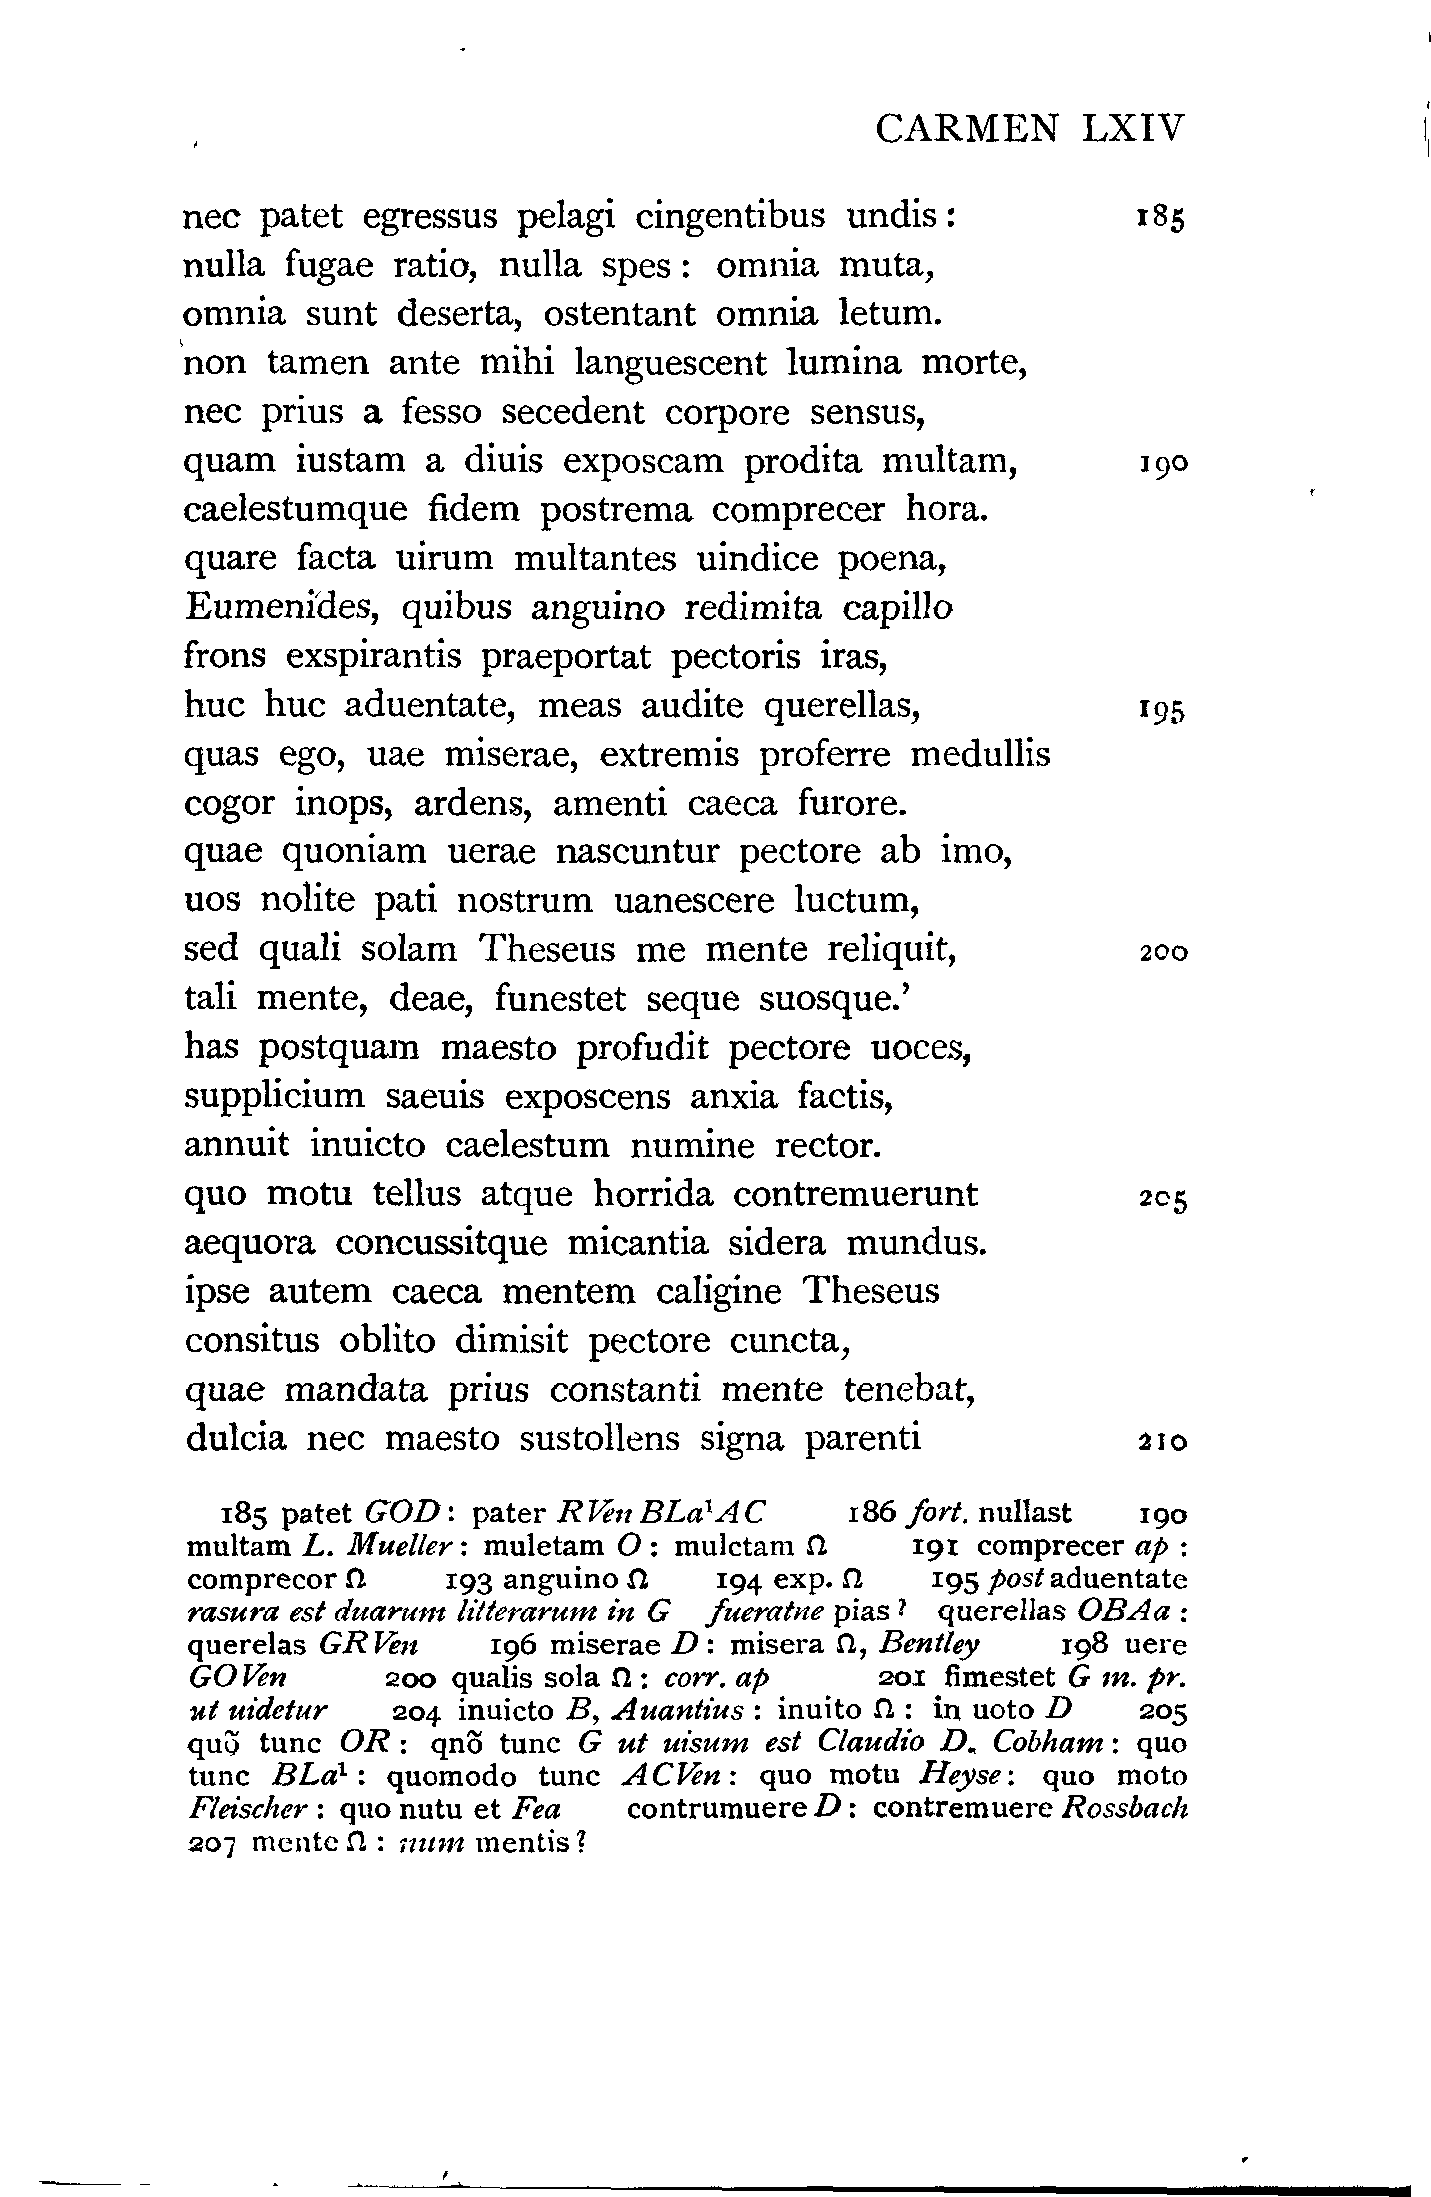 CARMEN LXIV
nec patet egressus pelagi cingentibus undis: 185
nulla fugae ratio, nulla spes: omnia muta,
omnia sunt deserta, ostentant omnia letum.
non tamen ante mihi languescent lumina morte,
nec prius a fesso secedent corpore sensus,
quam iustam a diuis exposcam prodita multam, 190
caelestumque fidem postrema comprecer hora.
quare facta uirum multantes uindice poena,
Eumenides, quibus anguino redimita capillo
frons exspirantis praeportat pectoris iras,
huc huc aduentate, meas audite querellas, 195
quas ego, uae miserae, extremis proferre medullis
cogor inops, ardens, amenti caeca furore.
quae quoniam uerae nascuntur pectore ab imo,
uos nolite pati nostrum uanescere luctum,
sed quali solam Theseus me mente reliquit, 200
tali mente, deae, funestet seque suosque.’
has postquam maesto profudit pectore uoces,
supplicium saeuis exposcens anxia factis,
annuit inuicto caelestum numine rector.
quo motu tellus atque horrida contremuerunt 205
aequora concussitque micantia sidera mundus.
ipse autem caeca mentem caligine Theseus
consitus oblito dimisit pectore cuncta,
quae mandata prius constanti mente tenebat,
dulcia nec maesto sustollens signa parenti 210
185 patet GOD: pater RVen BLa¹AC 186 fort. nullast 190
multam L. Mueller: muletam O: mulctam Ω 191 comprecer ap:
comprecor Ω 193 anguino Ω 194 exp. Ω 195 post aduentate
rasura est duarum litterarum in G fueratne pias? querellas OBAa:
querelas GRVen 196 miserae D: misera Ω, Bentley 198 uere
GOVen 200 qualis sola Ω: corr. ap 201 fimestet G m. pr.
ut uidetur 204 inuicto B, Auantius: inuito Ω: in uoto D 205
quō tunc OR: qnō tunc G ut uisum est Claudio D. Cobham: quo
tunc BLa¹: quomodo tunc ACVen: quo motu Heyse: quo moto
Fleischer: quo nutu et Fea contrumuere D: contremuere Rossbach
207 mente Ω: num mentis?